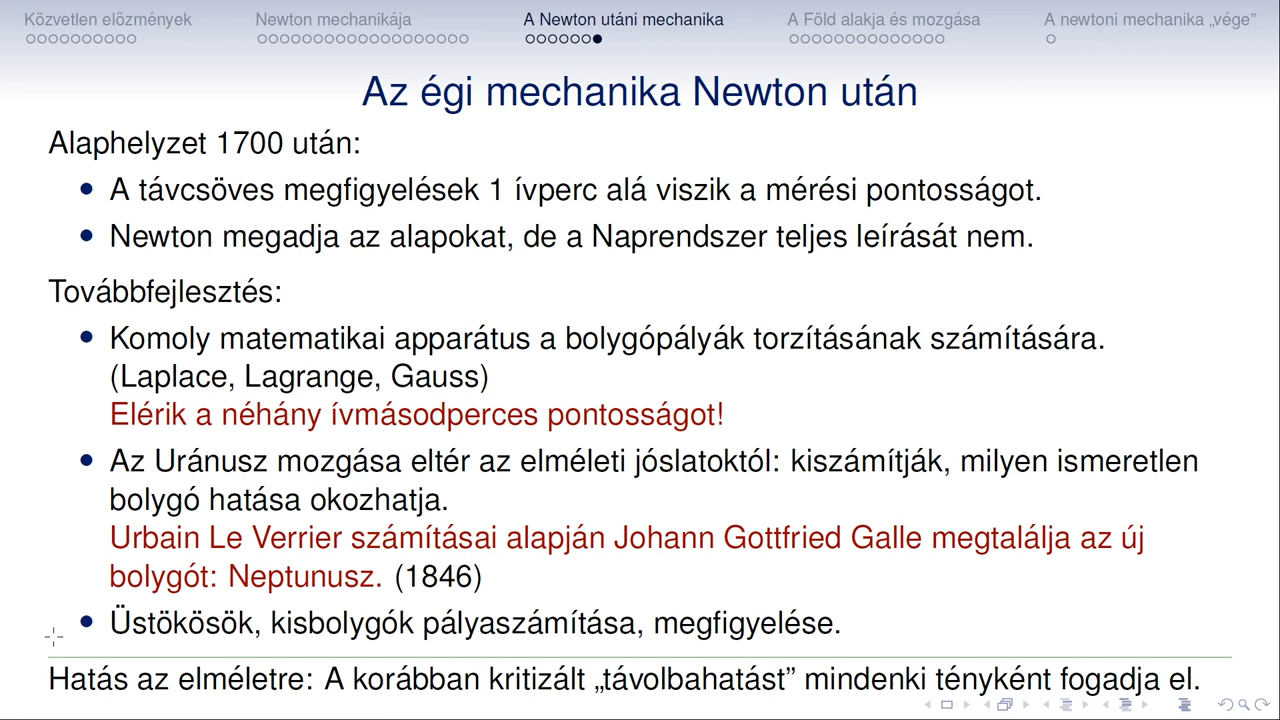 Közvetlen előzmények
Newton mechanikája
A Newton utáni mechanika
A Föld alakja és mozgása
A newtoni mechanika „vége”
Az égi mechanika Newton után
Alaphelyzet 1700 után:
A távcsöves megfigyelések 1 ívperc alá viszik a mérési pontosságot.
Newton megadja az alapokat, de a Naprendszer teljes leírását nem.
Továbbfejlesztés:
Komoly matematikai apparátus a bolygópályák torzításának számítására.
(Laplace, Lagrange, Gauss)
Elérik a néhány ívmásodperces pontosságot!
Az Uránusz mozgása eltér az elméleti jóslatoktól: kiszámítják, milyen ismeretlen
bolygó hatása okozhatja.
Urbain Le Verrier számításai alapján Johann Gottfried Galle megtalálja az új
bolygót: Neptunusz. (1846)
Üstökösök, kisbolygók pályaszámítása, megfigyelése.
Hatás az elméletre: A korábban kritizált „távolbahatást” mindenki tényként fogadja el.